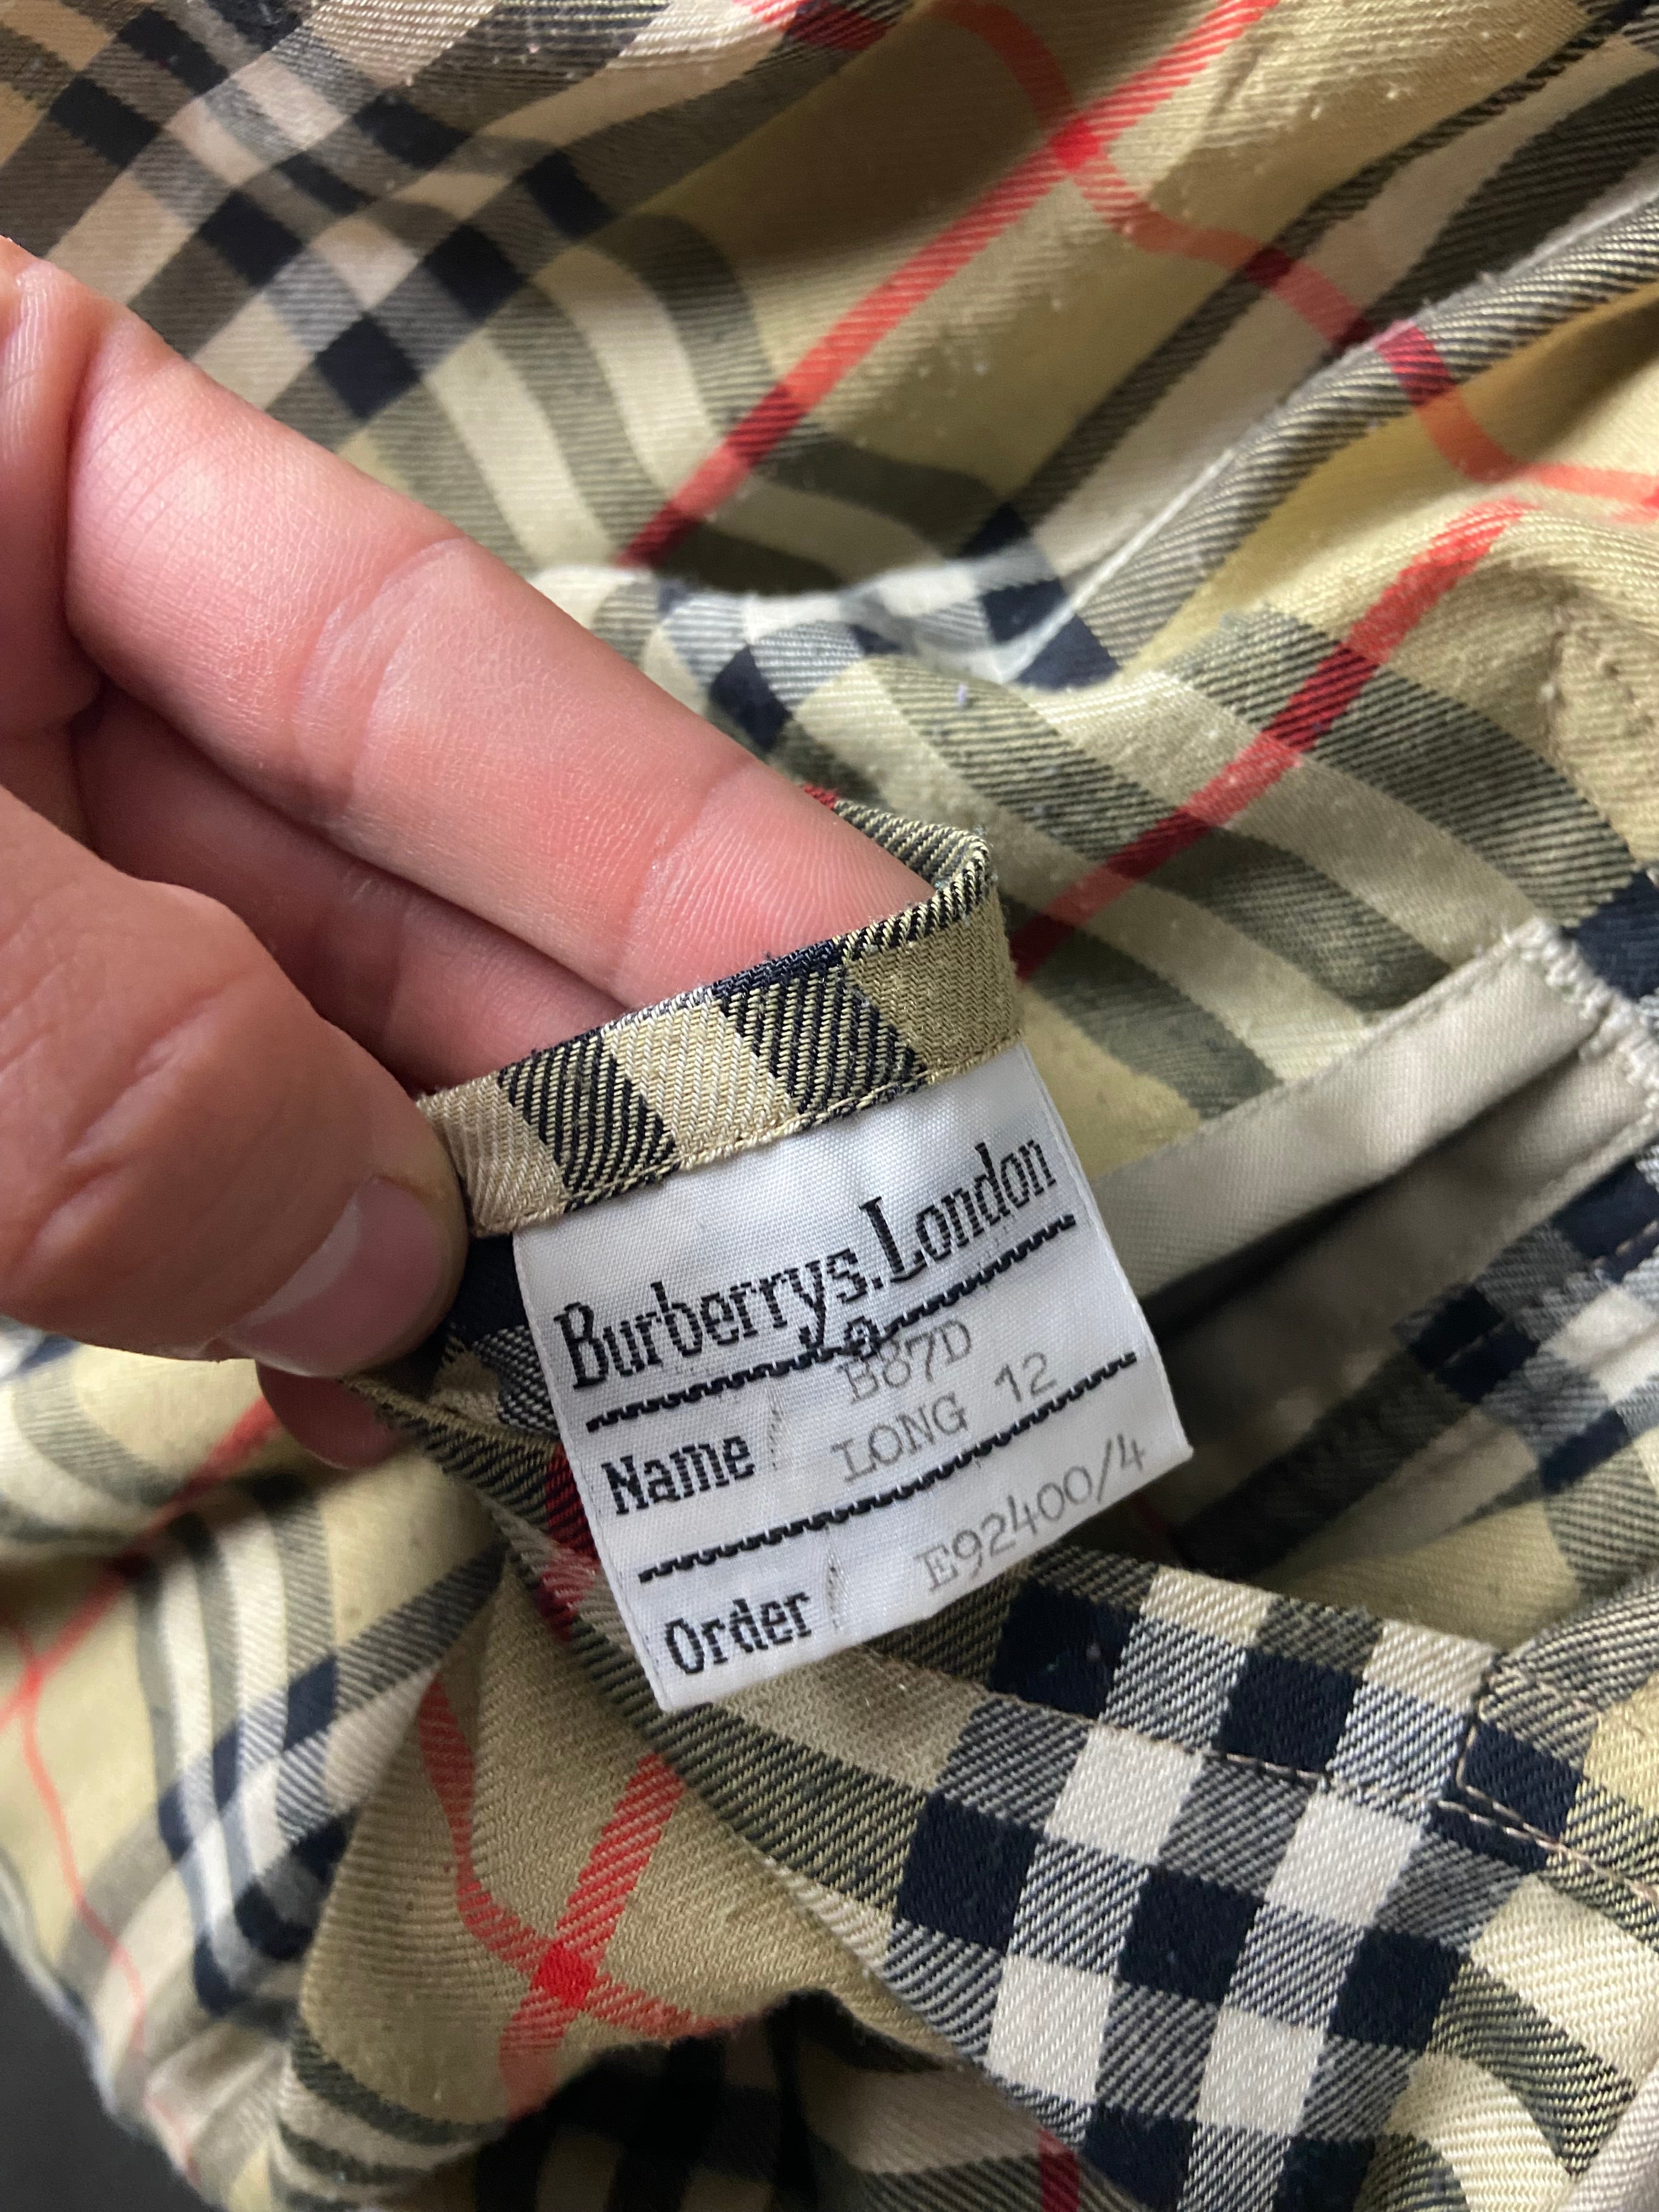 Burberrys.London
B87D
Name LONG 12
Order E92400/4